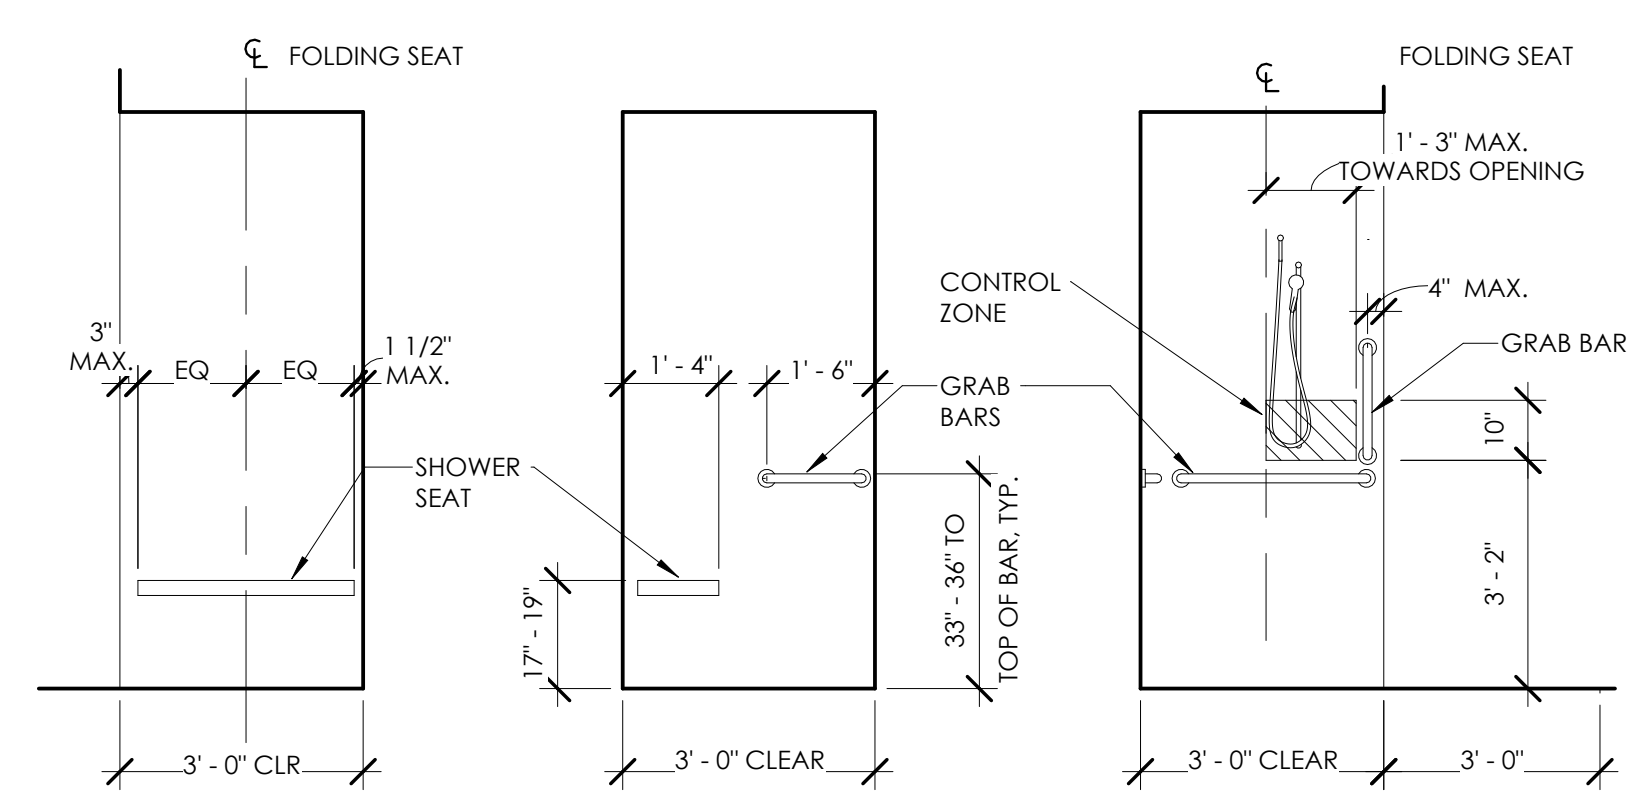 ℄ FOLDING SEAT
3"
MAX.
EQ
EQ
1 1/2"
MAX.
SHOWER
SEAT
3' - 0" CLR
1' - 4"
1' - 6"
GRAB
BARS
17" - 19"
33" - 36" TO
TOP OF BAR, TYP.
3' - 0" CLEAR
℄
FOLDING SEAT
1' - 3" MAX.
TOWARDS OPENING
CONTROL
ZONE
4" MAX.
GRAB BAR
10"
3' - 2"
3' - 0" CLEAR
3' - 0"